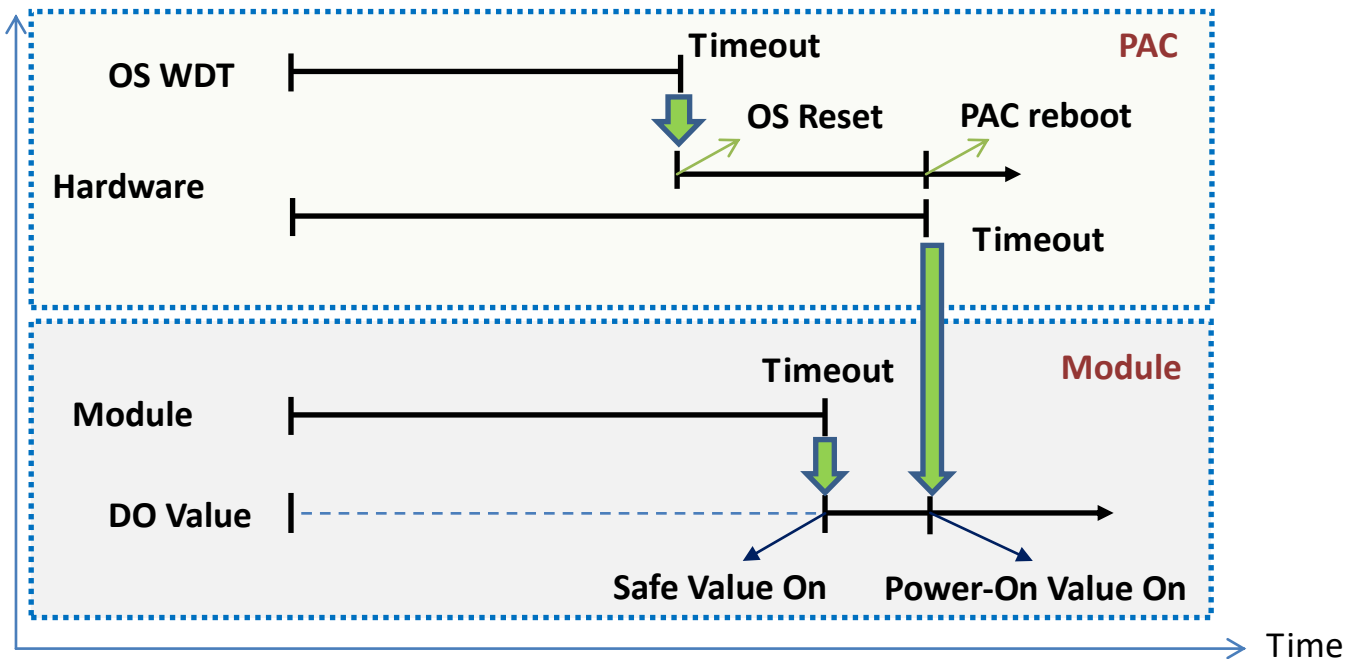 Timeout
PAC
OS WDT
OS Reset
PAC reboot
Hardware
Timeout
Timeout
Module
Module
DO Value
Safe Value On
Power-On Value On
Time